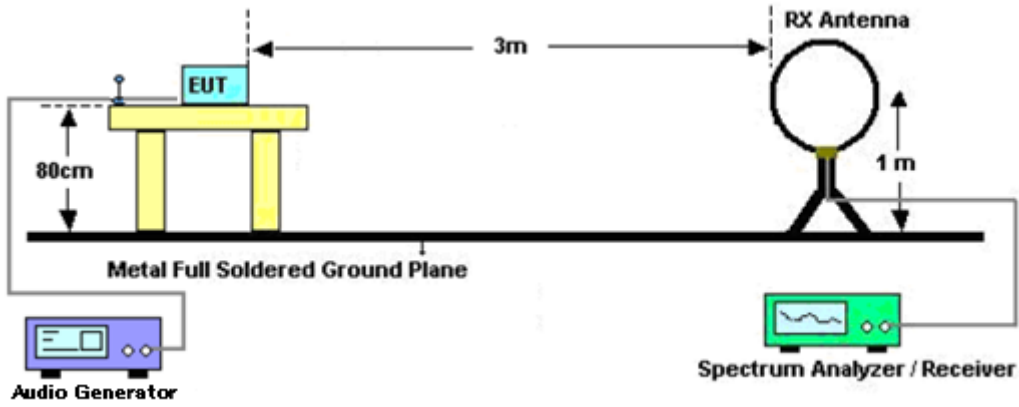 RX Antenna
3m
EUT
80cm
1 m
Metal Full Soldered Ground Plane
Spectrum Analyzer / Receiver
Audio Generator